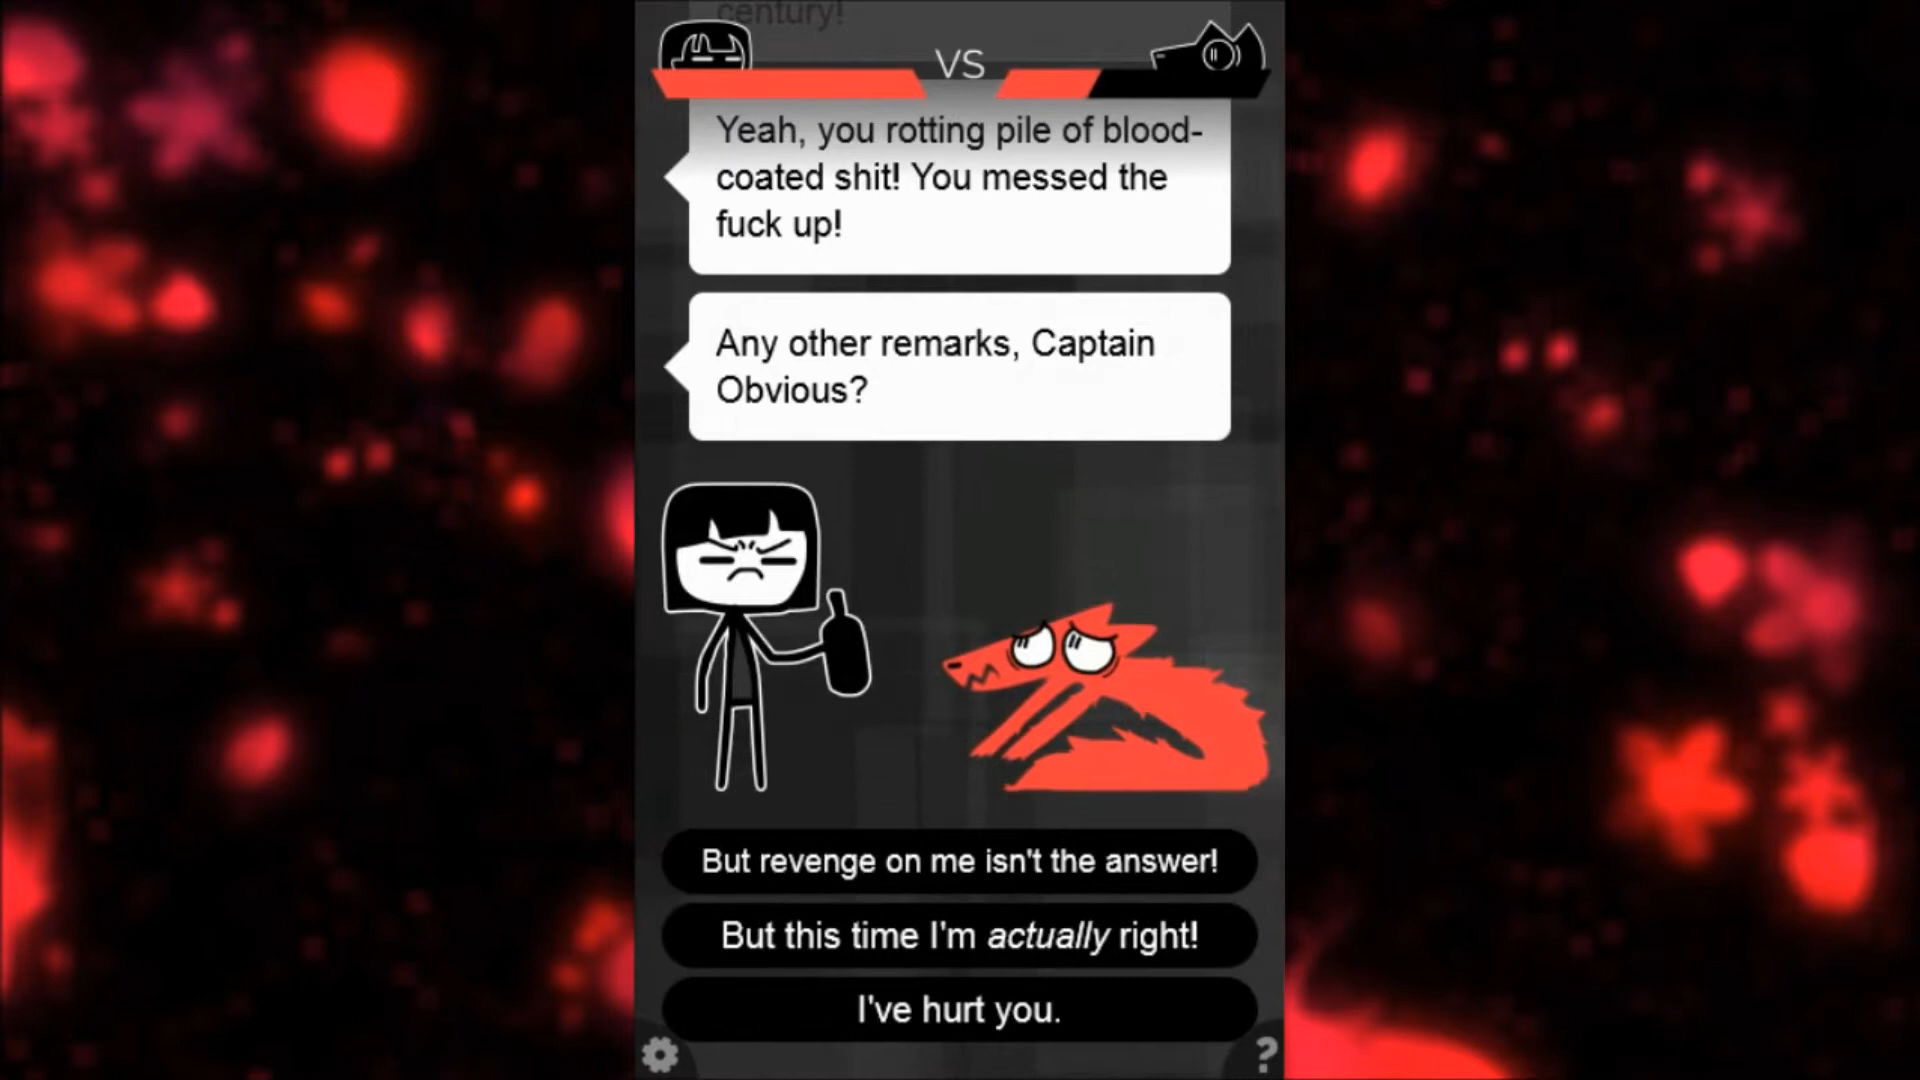 century!
VS
Yeah, you rotting pile of blood-
coated shit! You messed the
fuck up!
Any other remarks, Captain
Obvious?
But revenge on me isn't the answer!
But this time I'm actually right!
I've hurt you.
?